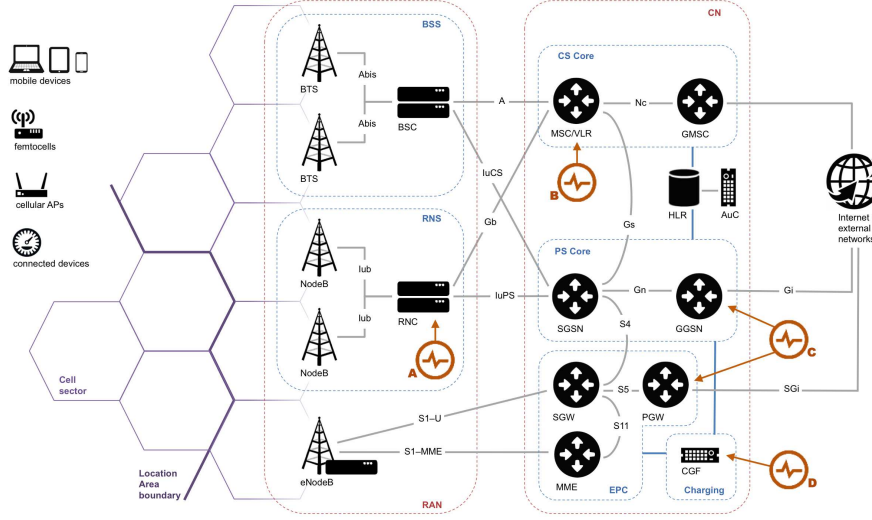 BSS
CN
CS Core
mobile devices
BTS
Abis
Abis
BSC
A
MSC/VLR
Nc
GMSC
femtocells
BTS
IuCS
B
HLR
AuC
cellular APs
Gb
Gs
Internet
external
networks
RNS
PS Core
connected devices
NodeB
Iub
Iub
RNC
IuPS
SGSN
Gn
GGSN
Gi
S4
NodeB
A
C
Cell
sector
S1–U
SGW
S5
PGW
SGi
S11
S1–MME
Location
Area
boundary
eNodeB
MME
CGF
D
RAN
EPC
Charging